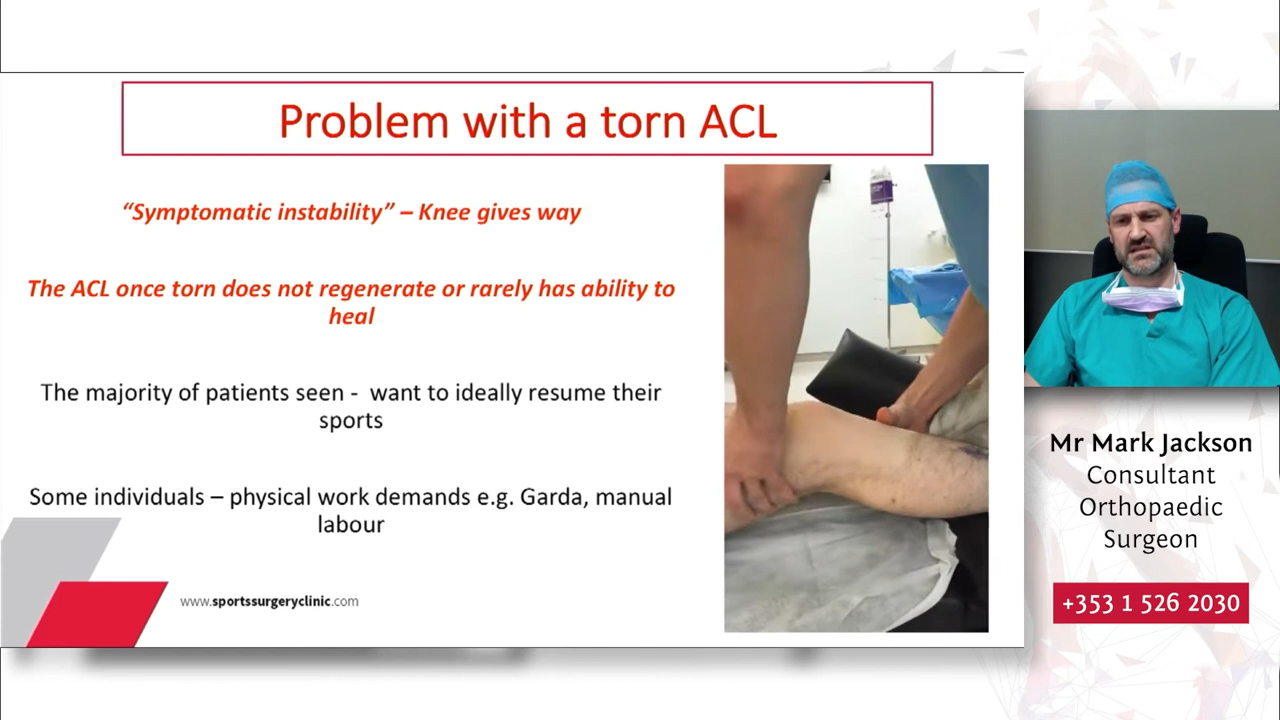 Problem with a torn ACL
“Symptomatic instability” – Knee gives way
The ACL once torn does not regenerate or rarely has ability to
heal
The majority of patients seen - want to ideally resume their
sports
Some individuals – physical work demands e.g. Garda, manual
labour
www.sportssurgeryclinic.com
Mr Mark Jackson
Consultant
Orthopaedic
Surgeon
+353 1 526 2030